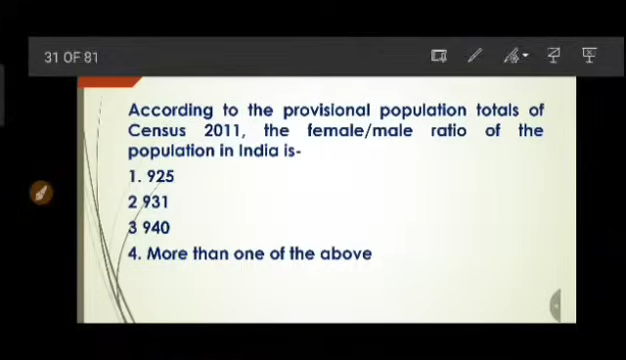 31 OF 81
According to the provisional population totals of
Census 2011, the female/male ratio of the
population in India is-
1. 925
2 931
3 940
4. More than one of the above